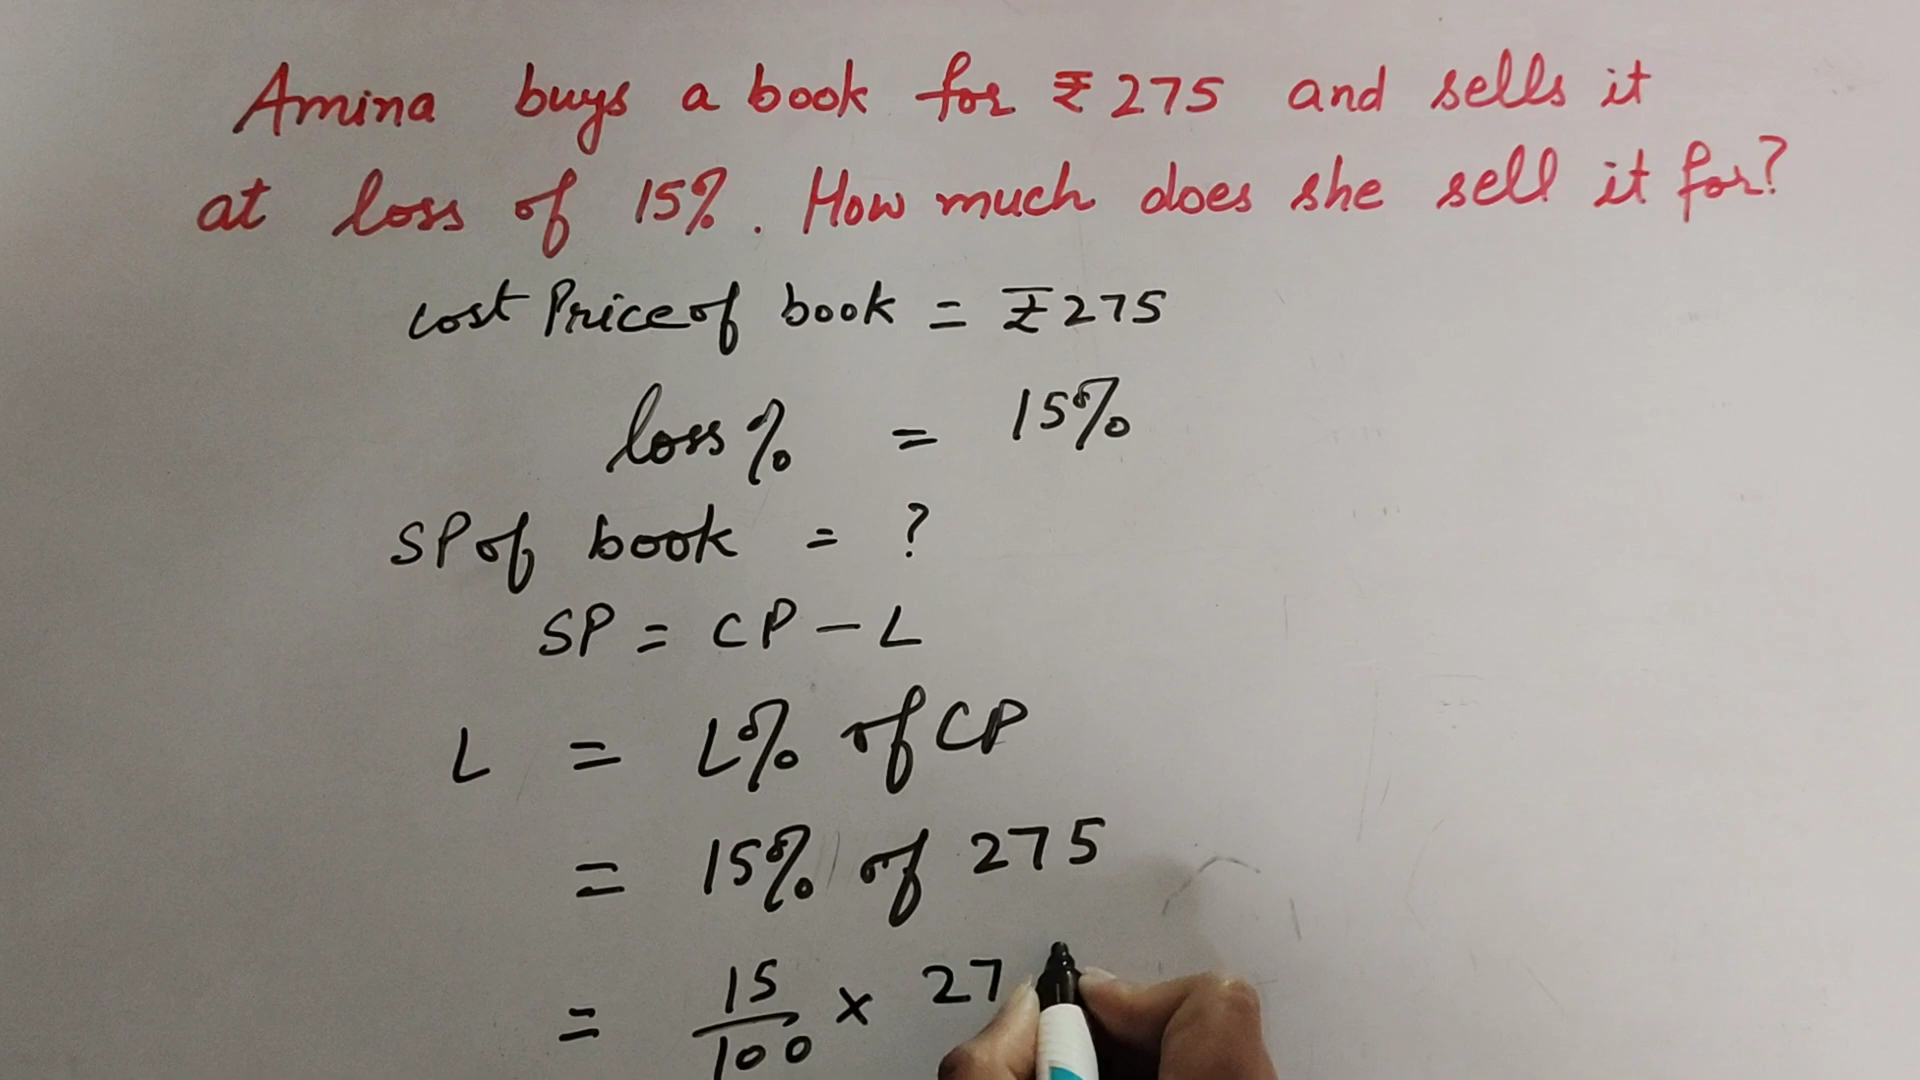 Amina buys a book for ₹275 and sells it
at loss of 15%. How much does she sell it for?
cost Price of book = ₹275
loss% = 15%
SP of book = ?
SP = CP - L
L = L% of CP
= 15% of 275
= 15/100 × 27